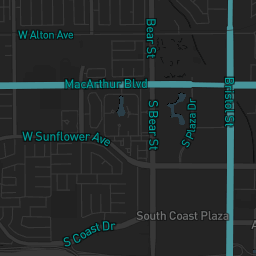 W Alton Ave
Bear St
MacArthur Blvd
Bristol St
S Bear St
S Plaza Dr
W Sunflower Ave
South Coast Plaza
S Coast Dr
A